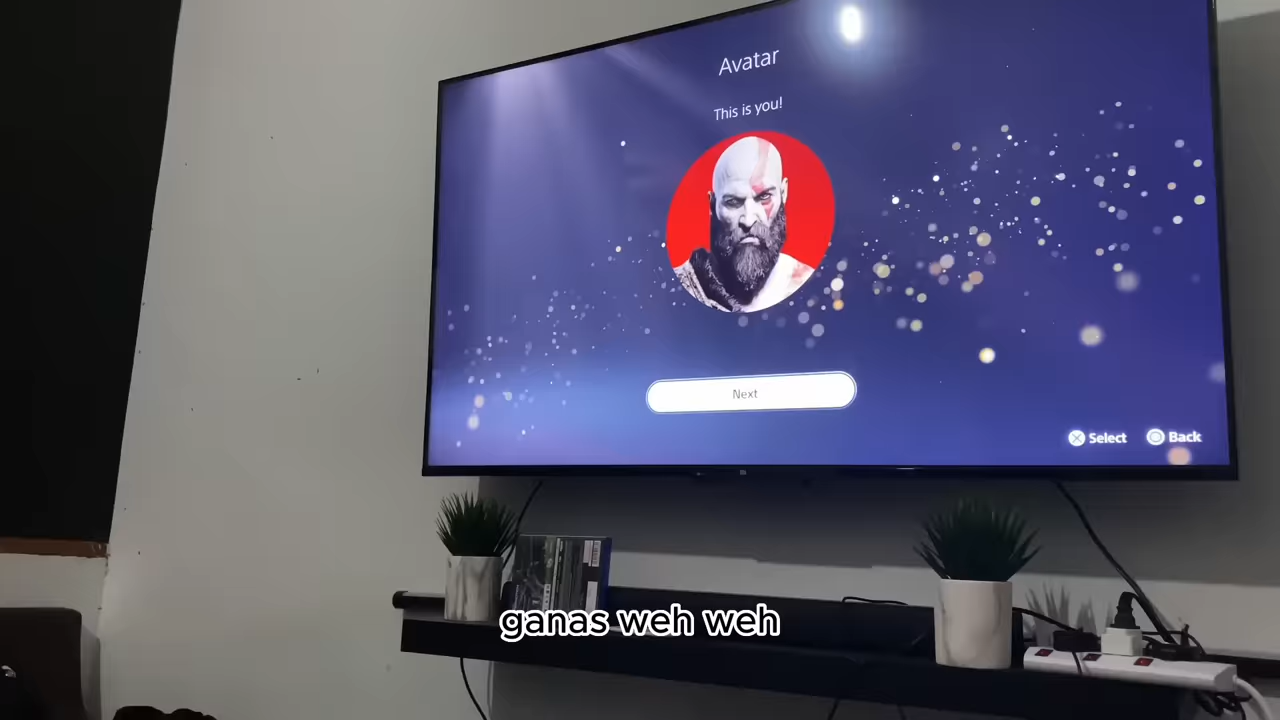 Avatar
This is you!
Next
Select
Back
ganas weh weh